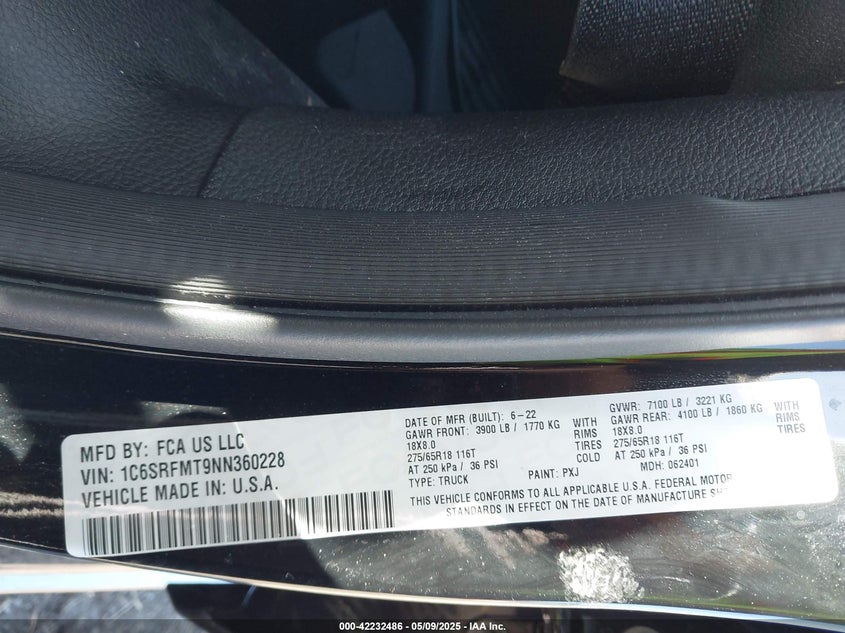 MFD BY: FCA US LLC
VIN: 1C6SRFMT9NN360228
VEHICLE MADE IN: U.S.A.
DATE OF MFR (BUILT): 6-22
GAWR FRONT: 3900 LB / 1770 KG WITH
18X8.0 RIMS
275/65R18 116T TIRES
AT 250 kPa / 36 PSI COLD
TYPE: TRUCK PAINT: PXJ
GVWR: 7100 LB / 3221 KG
GAWR REAR: 4100 LB / 1860 KG WITH
18X8.0 RIMS
275/65R18 116T TIRES
AT 250 kPa / 36 PSI COLD
MDH: 062401
THIS VEHICLE CONFORMS TO ALL APPLICABLE U.S.A. FEDERAL MOTOR
STANDARDS IN EFFECT ON THE DATE OF MANUFACTURE
000-42232486 - 05/09/2025 - IAA Inc.